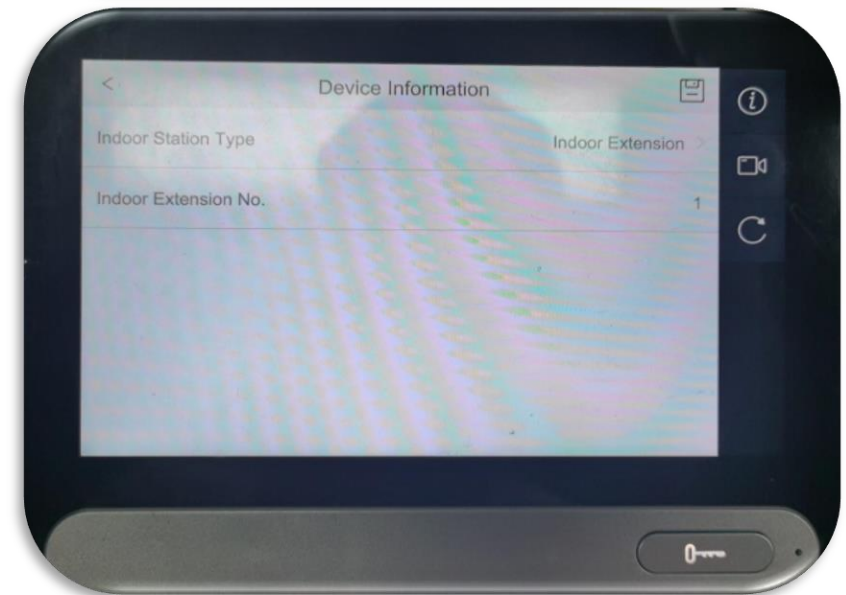 Device Information
Indoor Station Type Indoor Extension
Indoor Extension No. 1